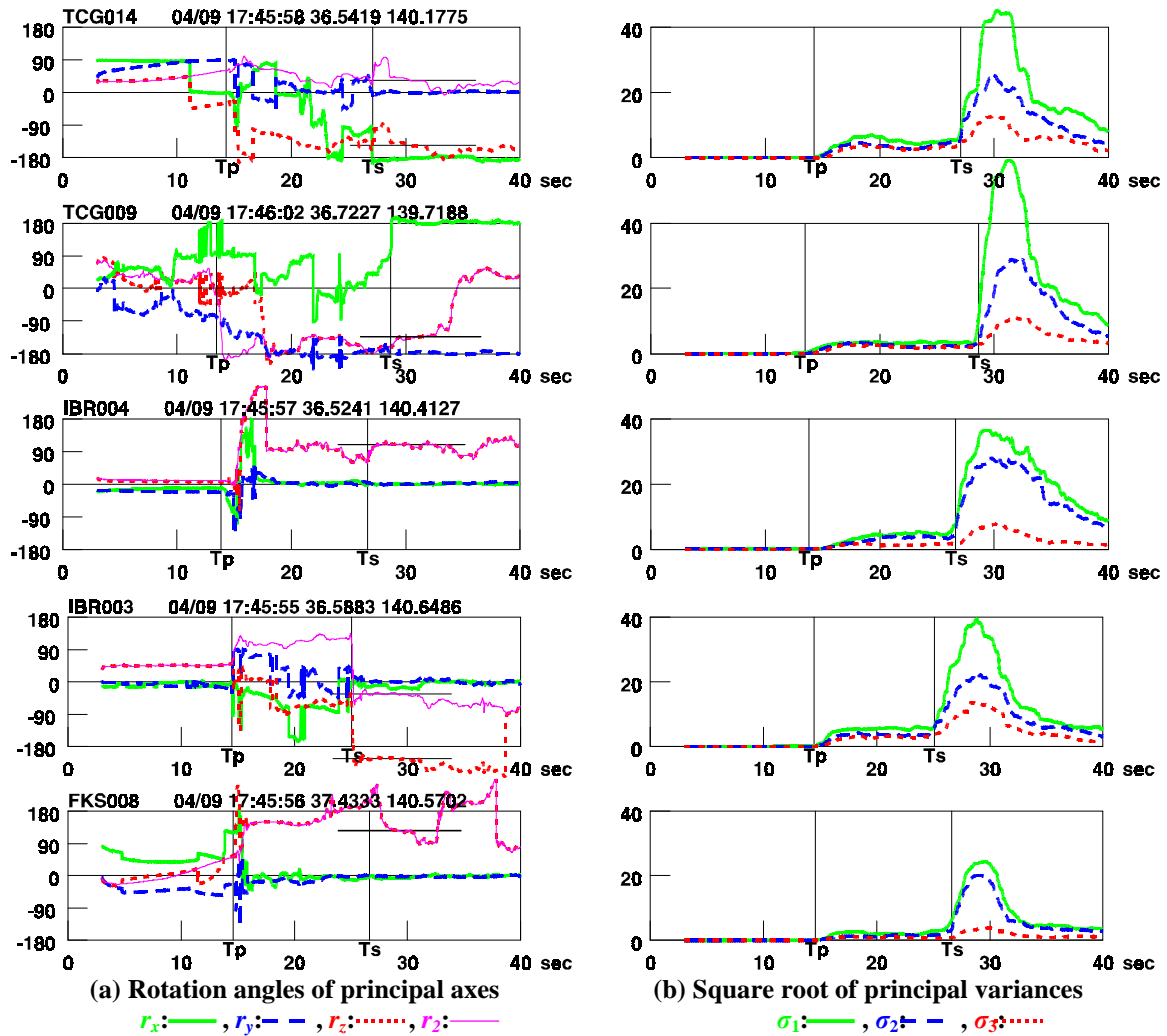 TCG014 04/09 17:45:58 36.5419 140.1775
180
90
0
-90
-180
Tp Ts
0 10 20 30 40 sec
40
20
0
Tp Ts
0 10 20 30 40 sec
TCG009 04/09 17:46:02 36.7227 139.7188
180
90
0
-90
-180
Tp Ts
0 10 20 30 40 sec
40
20
0
Tp Ts
0 10 20 30 40 sec
IBR004 04/09 17:45:57 36.5241 140.4127
180
90
0
-90
-180
Tp Ts
0 10 20 30 40 sec
40
20
0
Tp Ts
0 10 20 30 40 sec
IBR003 04/09 17:45:55 36.5883 140.6486
180
90
0
-90
-180
Tp Ts
0 10 20 30 40 sec
40
20
0
Tp Ts
0 10 20 30 40 sec
FKS008 04/09 17:45:56 37.4333 140.5702
180
90
0
-90
-180
Tp Ts
0 10 20 30 40 sec
40
20
0
Tp Ts
0 10 20 30 40 sec
(a) Rotation angles of principal axes
(b) Square root of principal variances
rx: , ry: , rz: , r2:
σ1: , σ2: , σ3: